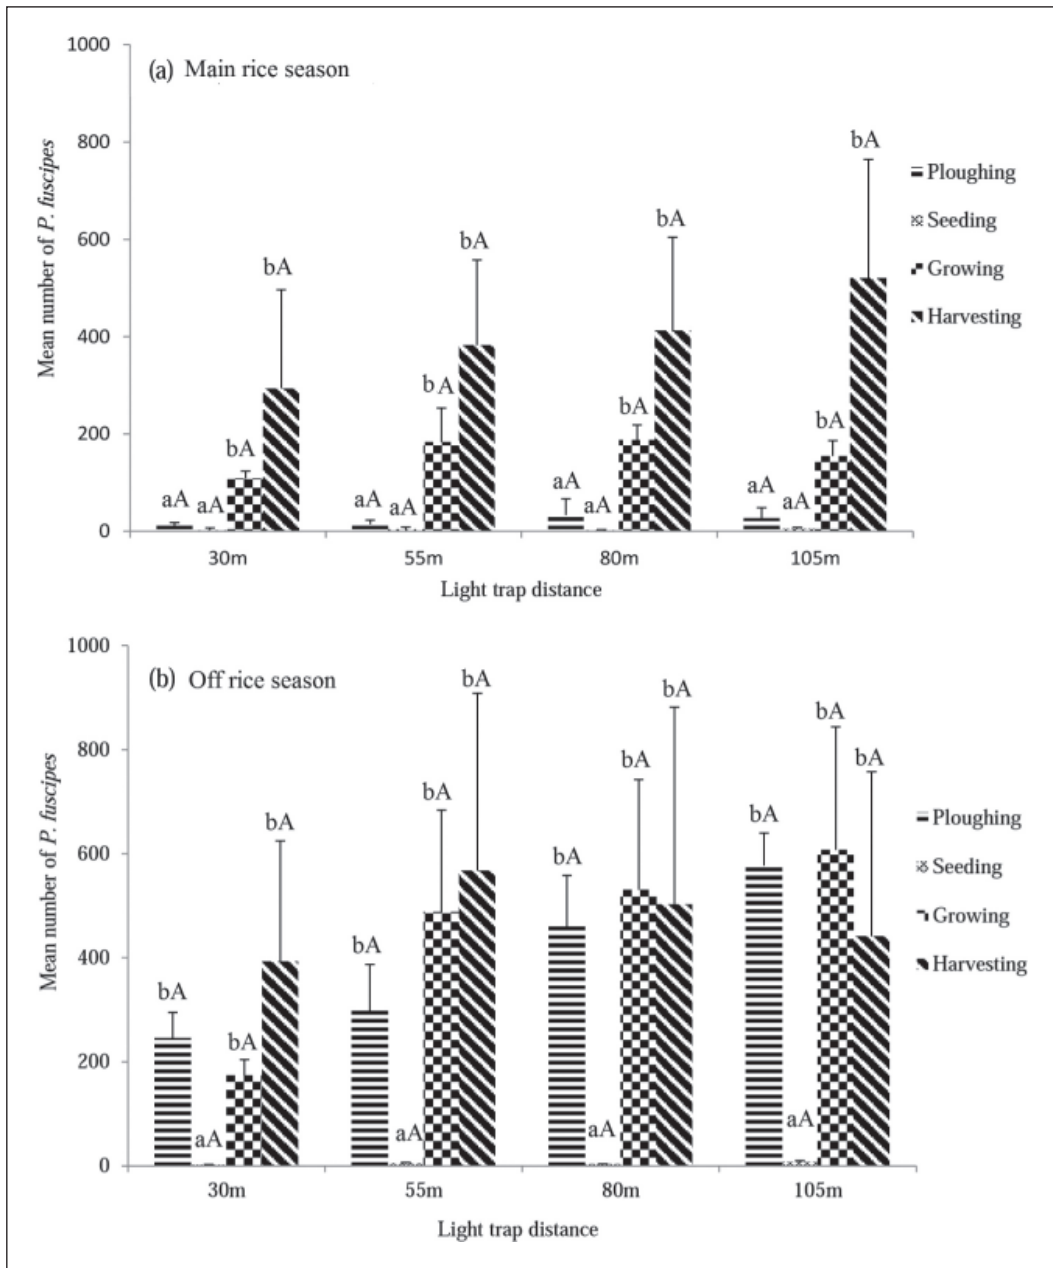 (a) Main rice season
Mean number of P. fuscipes
1000
800
600
400
200
0
aA aA bA bA
aA aA bA bA
aA aA bA bA
aA aA bA bA
30m 55m 80m 105m
Light trap distance
Ploughing
Seeding
Growing
Harvesting
(b) Off rice season
Mean number of P. fuscipes
1000
800
600
400
200
0
bA aA bA bA
bA aA bA bA
bA aA bA bA
bA aA bA bA
30m 55m 80m 105m
Light trap distance
Ploughing
Seeding
Growing
Harvesting